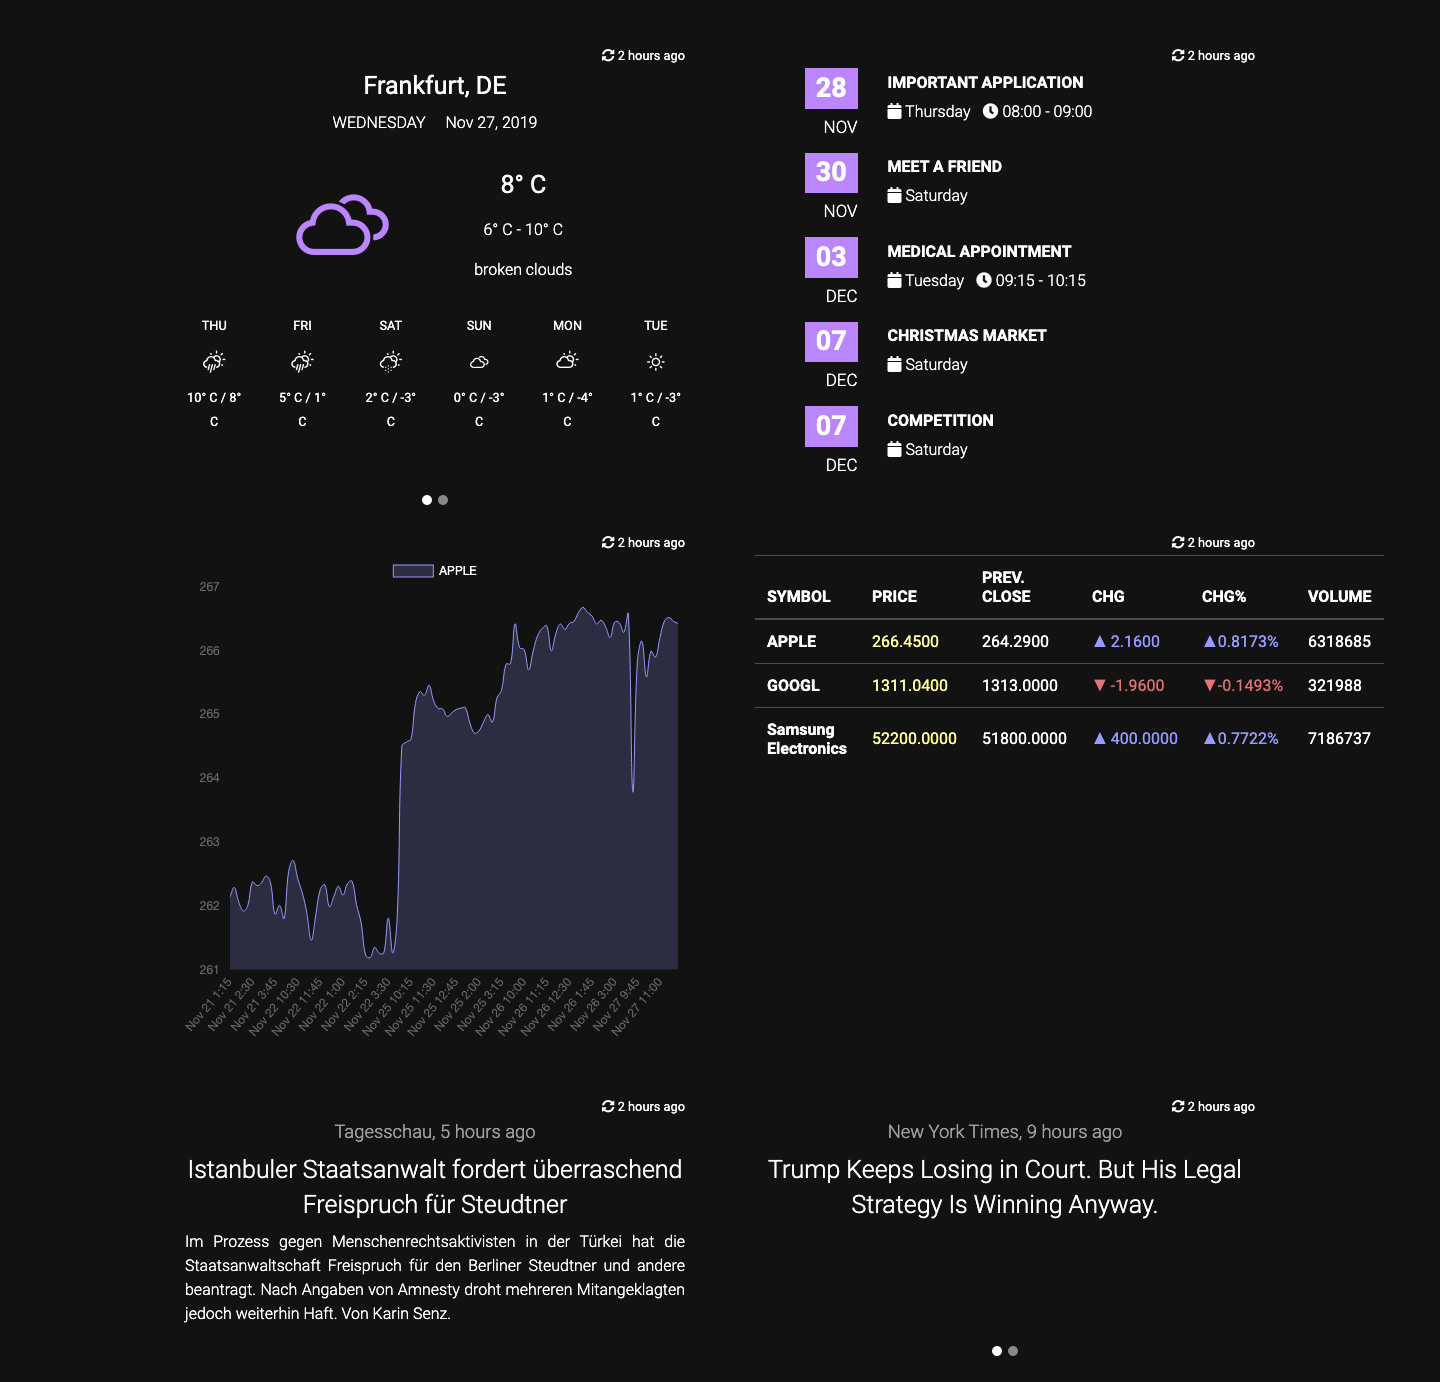 2 hours ago
Frankfurt, DE
WEDNESDAY Nov 27, 2019
8° C
6° C - 10° C
broken clouds
THU FRI SAT SUN MON TUE
10° C / 8° 5° C / 1° 2° C / -3° 0° C / -3° 1° C / -4° 1° C / -3°
C C C C C C
2 hours ago
28 IMPORTANT APPLICATION
Thursday 08:00 - 09:00
NOV
30 MEET A FRIEND
Saturday
NOV
03 MEDICAL APPOINTMENT
Tuesday 09:15 - 10:15
DEC
07 CHRISTMAS MARKET
Saturday
DEC
07 COMPETITION
Saturday
DEC
2 hours ago
APPLE
267
266
265
264
263
262
261
Nov 21 1:15
Nov 21 2:30
Nov 21 3:45
Nov 22 10:30
Nov 22 11:45
Nov 22 1:00
Nov 22 2:15
Nov 22 3:30
Nov 25 10:15
Nov 25 11:30
Nov 25 12:45
Nov 25 2:00
Nov 25 3:15
Nov 26 10:00
Nov 26 11:15
Nov 26 12:30
Nov 26 1:45
Nov 26 3:00
Nov 27 9:45
Nov 27 11:00
2 hours ago
PREV.
SYMBOL PRICE CLOSE CHG CHG% VOLUME
APPLE 266.4500 264.2900 ▲ 2.1600 ▲0.8173% 6318685
GOOGL 1311.0400 1313.0000 ▼ -1.9600 ▼-0.1493% 321988
Samsung
Electronics 52200.0000 51800.0000 ▲ 400.0000 ▲0.7722% 7186737
2 hours ago
Tagesschau, 5 hours ago
Istanbuler Staatsanwalt fordert überraschend
Freispruch für Steudtner
Im Prozess gegen Menschenrechtsaktivisten in der Türkei hat die
Staatsanwaltschaft Freispruch für den Berliner Steudtner und andere
beantragt. Nach Angaben von Amnesty droht mehreren Mitangeklagten
jedoch weiterhin Haft. Von Karin Senz.
2 hours ago
New York Times, 9 hours ago
Trump Keeps Losing in Court. But His Legal
Strategy Is Winning Anyway.